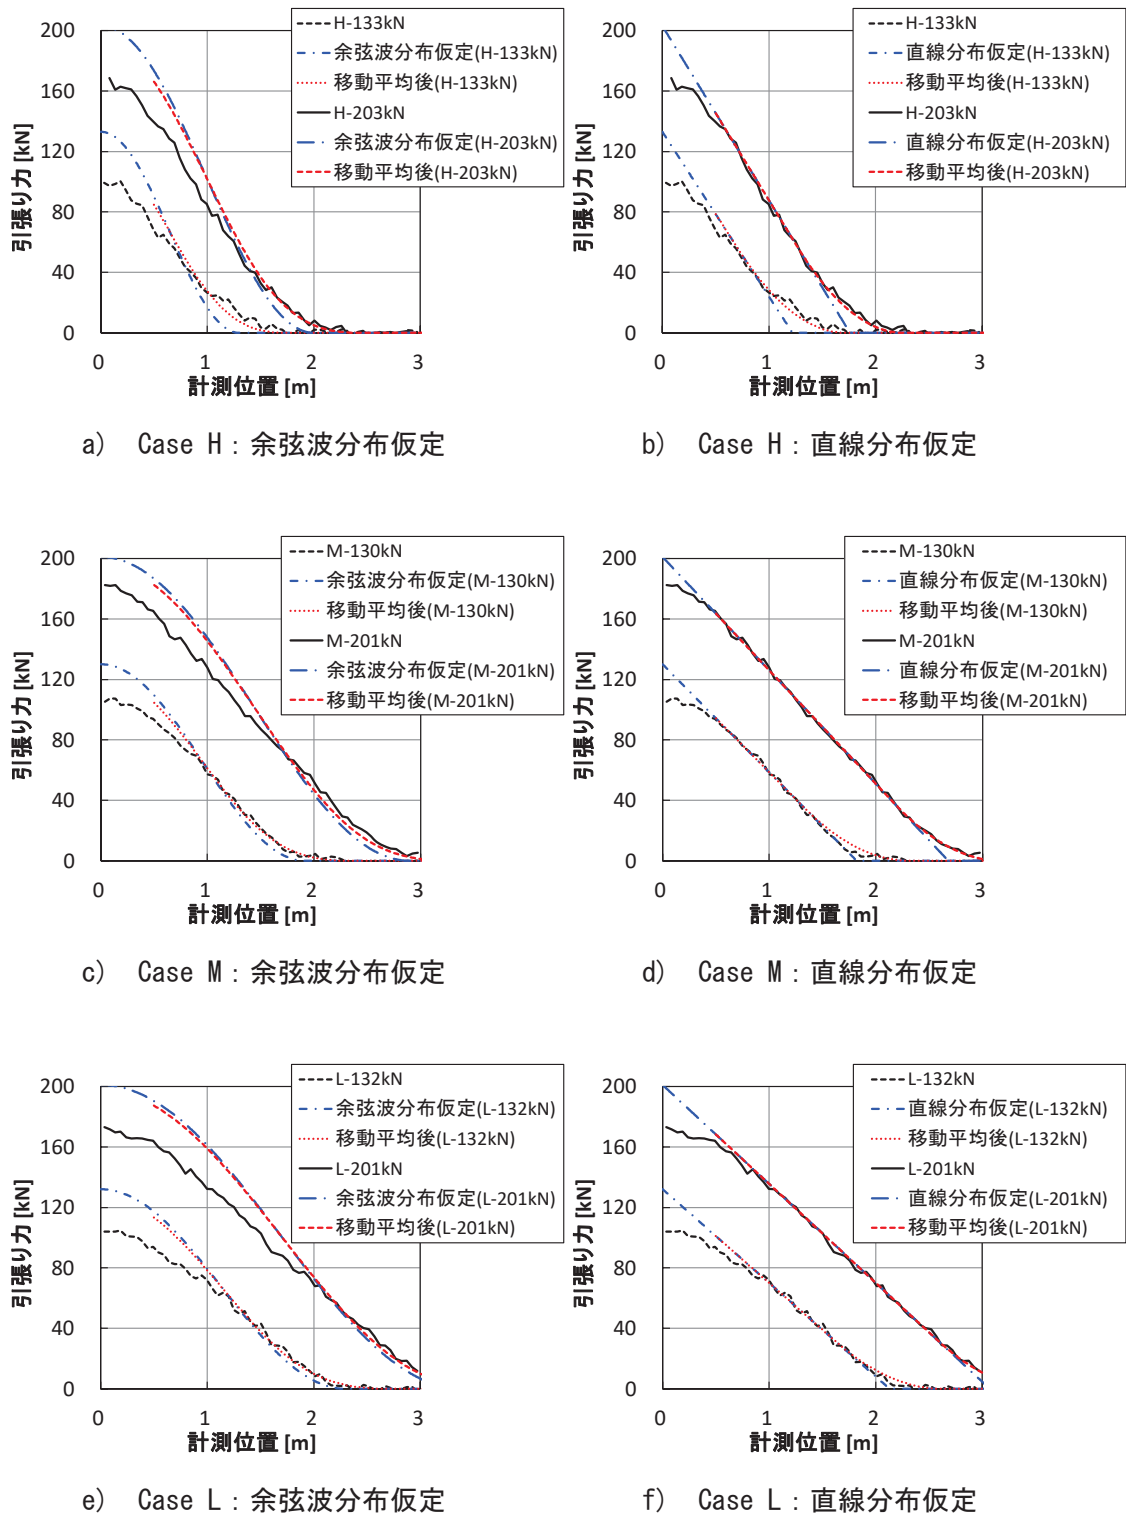 H-133kN
余弦波分布仮定(H-133kN)
移動平均後(H-133kN)
H-203kN
余弦波分布仮定(H-203kN)
移動平均後(H-203kN)
引張り力 [kN]
200
160
120
80
40
0
0 1 2 3
計測位置 [m]
a) Case H：余弦波分布仮定
H-133kN
直線分布仮定(H-133kN)
移動平均後(H-133kN)
H-203kN
直線分布仮定(H-203kN)
移動平均後(H-203kN)
引張り力 [kN]
200
160
120
80
40
0
0 1 2 3
計測位置 [m]
b) Case H：直線分布仮定
M-130kN
余弦波分布仮定(M-130kN)
移動平均後(M-130kN)
M-201kN
余弦波分布仮定(M-201kN)
移動平均後(M-201kN)
引張り力 [kN]
200
160
120
80
40
0
0 1 2 3
計測位置 [m]
c) Case M：余弦波分布仮定
M-130kN
直線分布仮定(M-130kN)
移動平均後(M-130kN)
M-201kN
直線分布仮定(M-201kN)
移動平均後(M-201kN)
引張り力 [kN]
200
160
120
80
40
0
0 1 2 3
計測位置 [m]
d) Case M：直線分布仮定
L-132kN
余弦波分布仮定(L-132kN)
移動平均後(L-132kN)
L-201kN
余弦波分布仮定(L-201kN)
移動平均後(L-201kN)
引張り力 [kN]
200
160
120
80
40
0
0 1 2 3
計測位置 [m]
e) Case L：余弦波分布仮定
L-132kN
直線分布仮定(L-132kN)
移動平均後(L-132kN)
L-201kN
直線分布仮定(L-201kN)
移動平均後(L-201kN)
引張り力 [kN]
200
160
120
80
40
0
0 1 2 3
計測位置 [m]
f) Case L：直線分布仮定